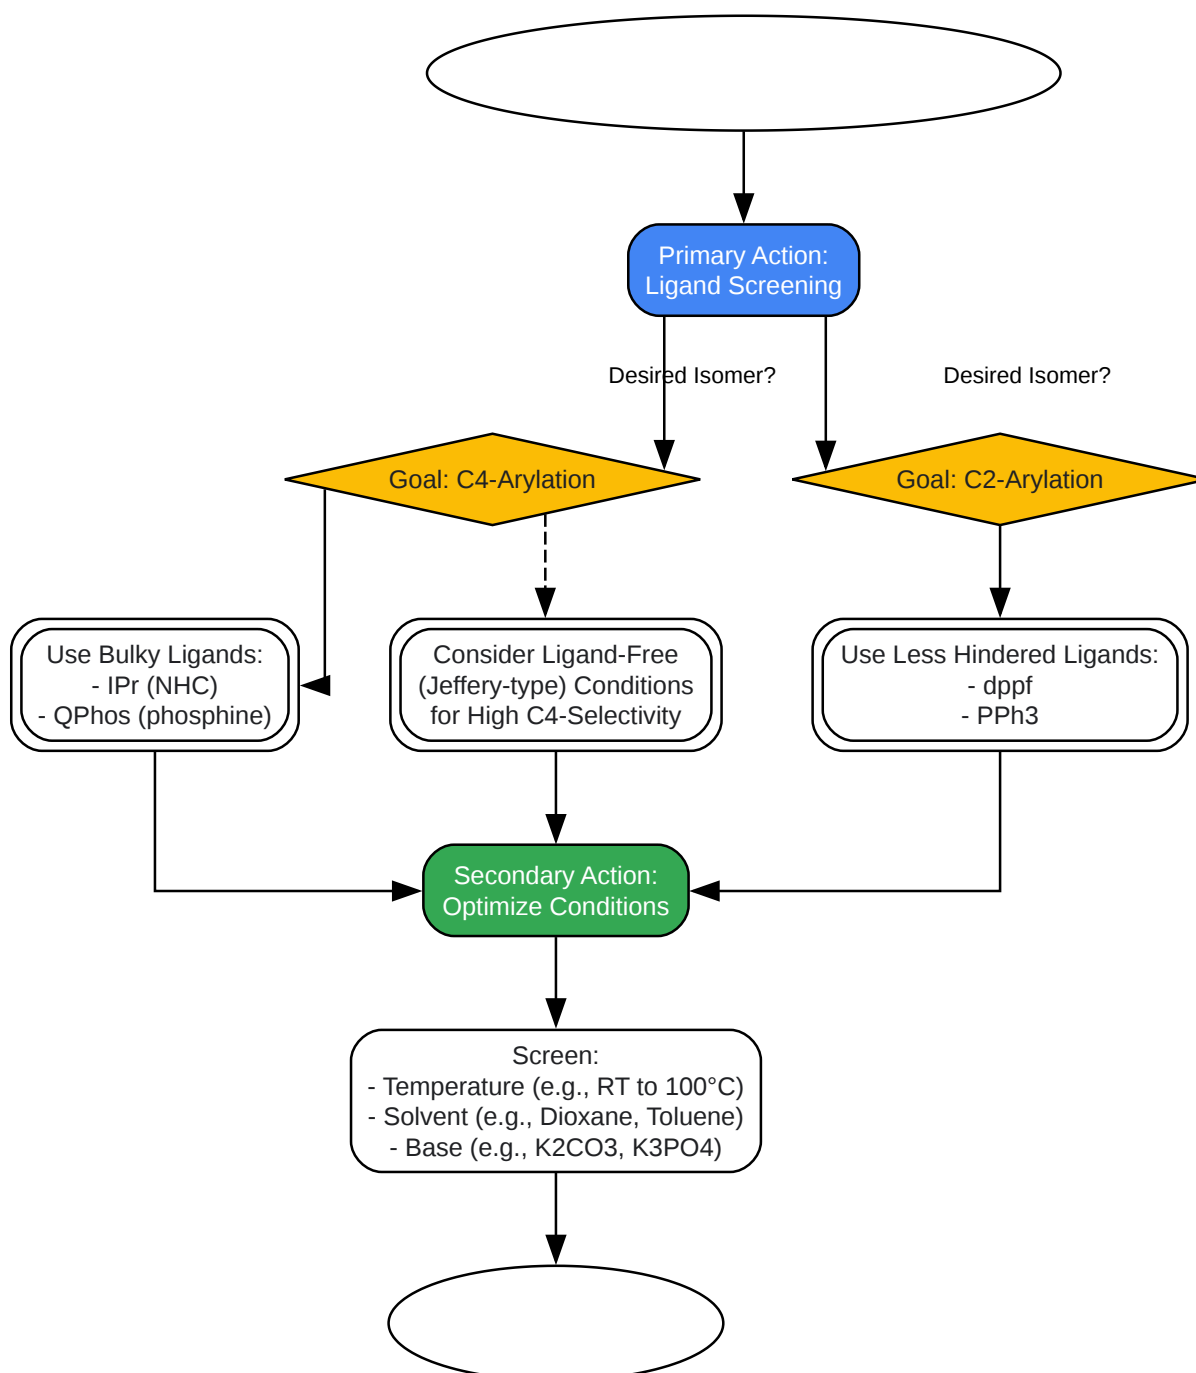 Primary Action:
Ligand Screening
Desired Isomer?
Desired Isomer?
Goal: C4-Arylation
Goal: C2-Arylation
Use Bulky Ligands:
- IPr (NHC)
- QPhos (phosphine)
Consider Ligand-Free
(Jeffery-type) Conditions
for High C4-Selectivity
Use Less Hindered Ligands:
- dppf
- PPh3
Secondary Action:
Optimize Conditions
Screen:
- Temperature (e.g., RT to 100°C)
- Solvent (e.g., Dioxane, Toluene)
- Base (e.g., K2CO3, K3PO4)